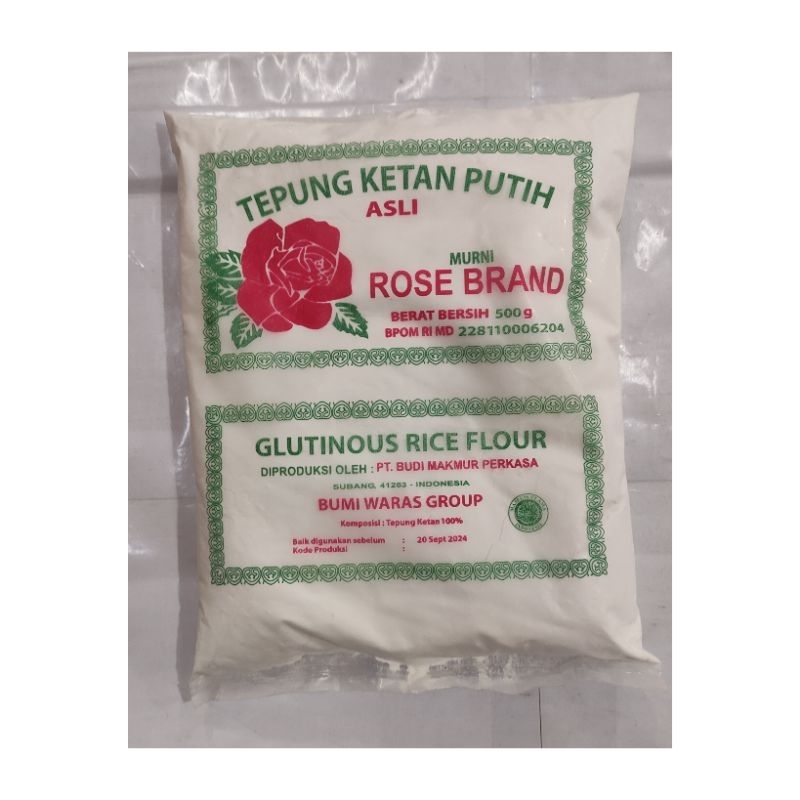 TEPUNG KETAN PUTIH
ASLI
MURNI
ROSE BRAND
BERAT BERSIH 500 g
BPOM RI MD 228110006204
GLUTINOUS RICE FLOUR
DIPRODUKSI OLEH : PT. BUDI MAKMUR PERKASA
SUBANG, 41263 - INDONESIA
BUMI WARAS GROUP
Komposisi : Tepung Ketan 100%
Baik digunakan sebelum : 20 Sept 2024
Kode Produksi :